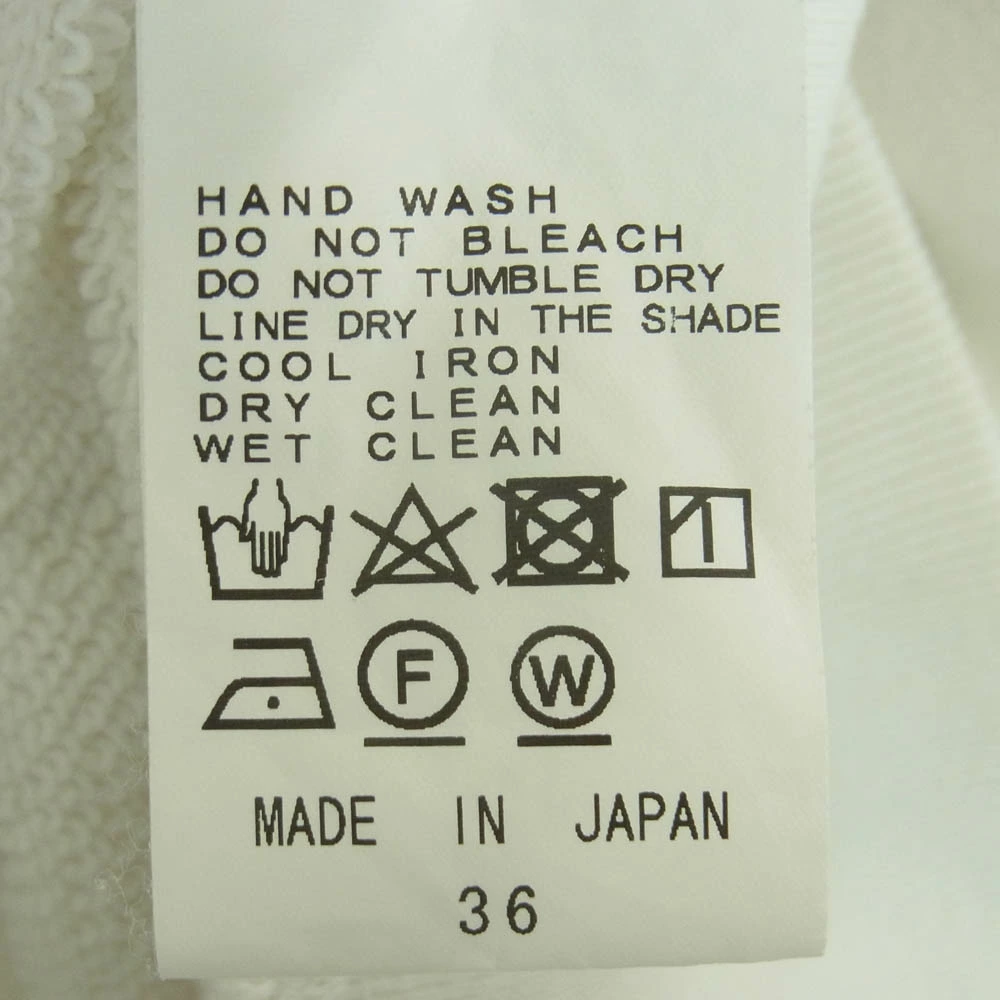 HAND WASH
DO NOT BLEACH
DO NOT TUMBLE DRY
LINE DRY IN THE SHADE
COOL IRON
DRY CLEAN
WET CLEAN
F W
MADE IN JAPAN
36